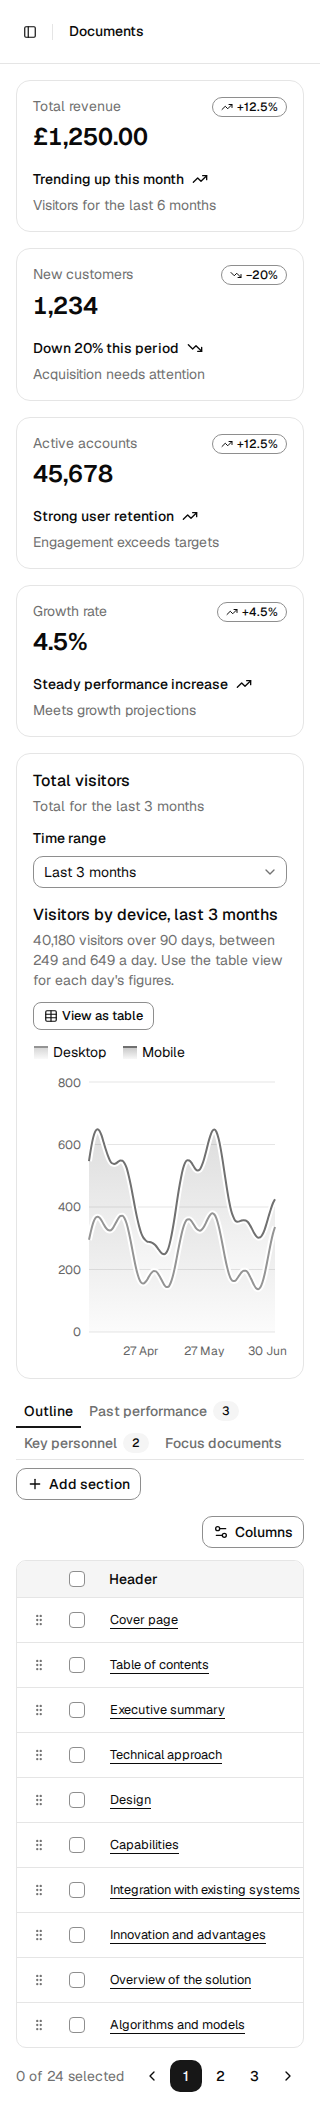 Documents
Total revenue
+12.5%
£1,250.00
Trending up this month
Visitors for the last 6 months
New customers
-20%
1,234
Down 20% this period
Acquisition needs attention
Active accounts
+12.5%
45,678
Strong user retention
Engagement exceeds targets
Growth rate
+4.5%
4.5%
Steady performance increase
Meets growth projections
Total visitors
Total for the last 3 months
Time range
Last 3 months
Visitors by device, last 3 months
40,180 visitors over 90 days, between
249 and 649 a day. Use the table view
for each day's figures.
View as table
Desktop Mobile
800
600
400
200
0
27 Apr 27 May 30 Jun
Outline Past performance 3
Key personnel 2 Focus documents
Add section
Columns
Header
Cover page
Table of contents
Executive summary
Technical approach
Design
Capabilities
Integration with existing systems
Innovation and advantages
Overview of the solution
Algorithms and models
0 of 24 selected 1 2 3